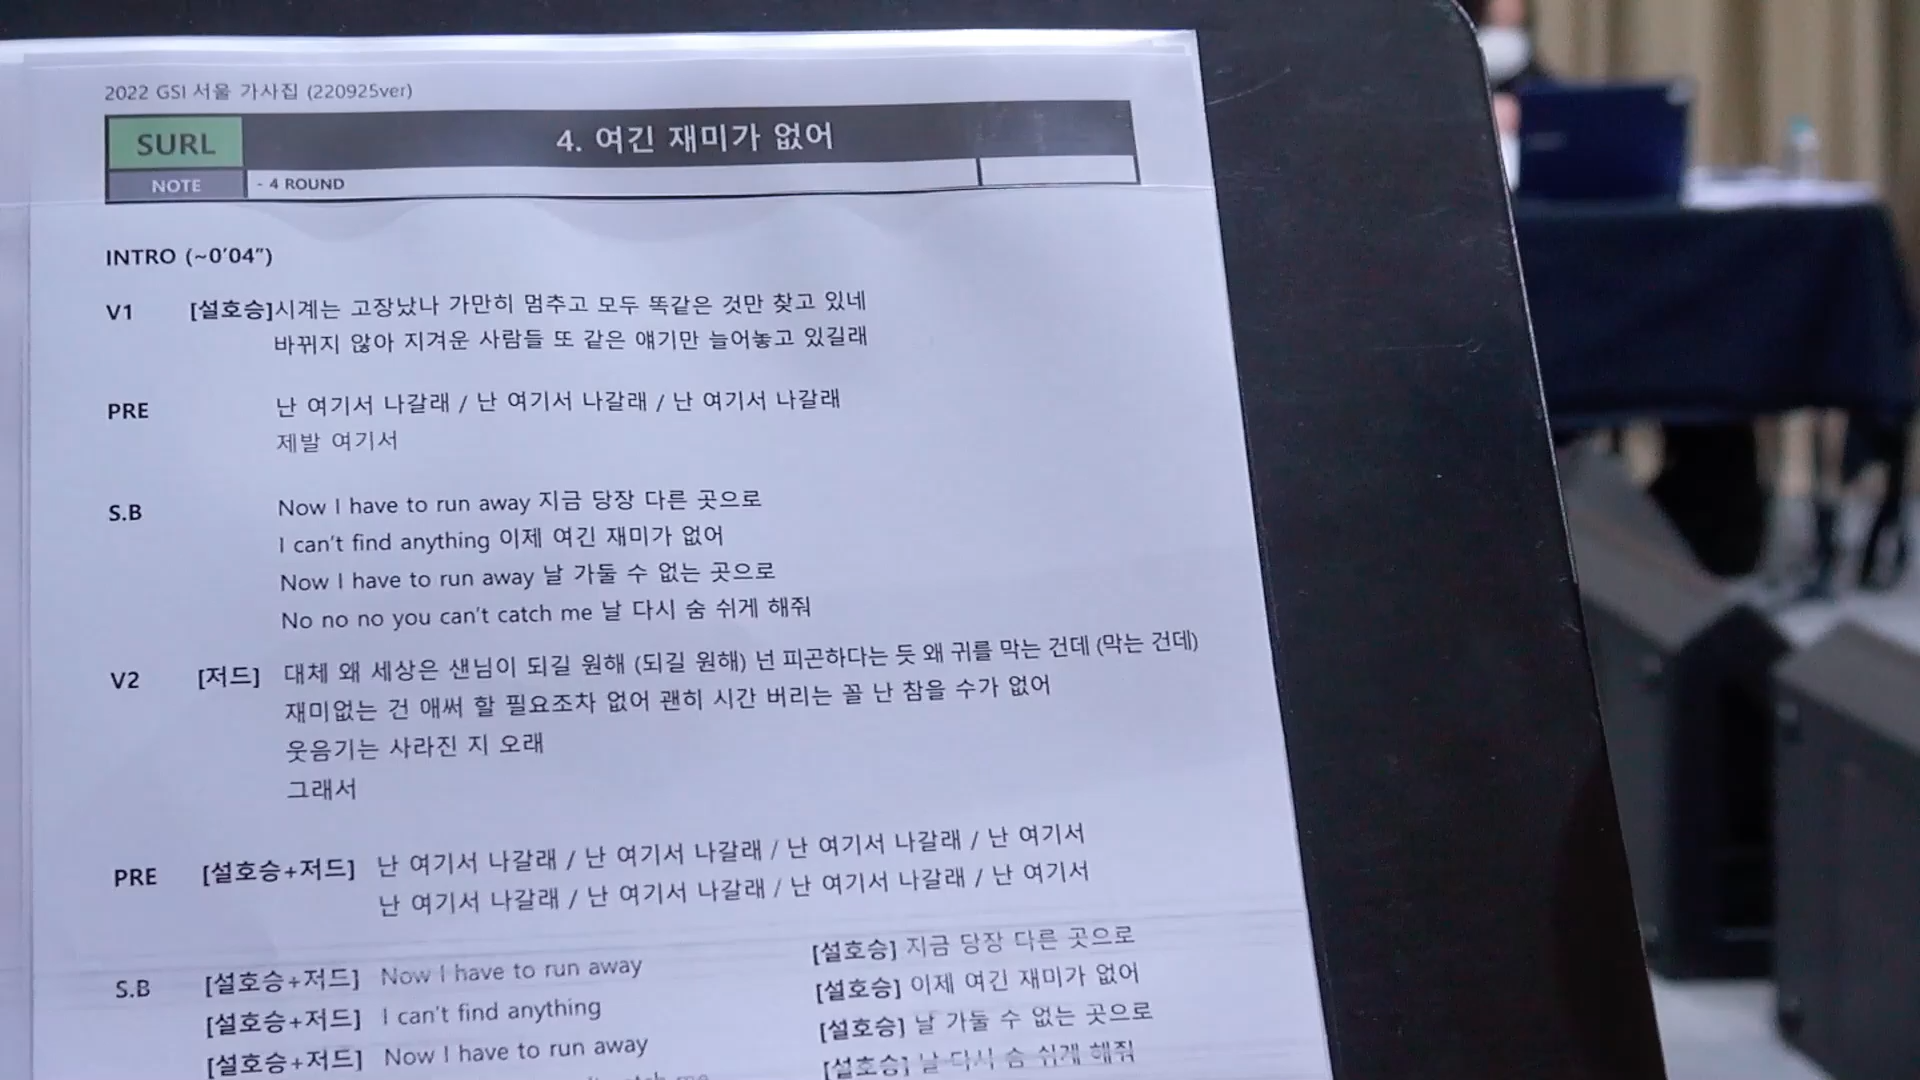 2022 GSI 서울 가사집 (220925ver)
SURL
4. 여긴 재미가 없어
NOTE
- 4 ROUND
INTRO (~0'04")
V1 [설호승]시계는 고장났나 가만히 멈추고 모두 똑같은 것만 찾고 있네
바뀌지 않아 지겨운 사람들 또 같은 얘기만 늘어놓고 있길래
PRE 난 여기서 나갈래 / 난 여기서 나갈래 / 난 여기서 나갈래
제발 여기서
S.B Now I have to run away 지금 당장 다른 곳으로
I can't find anything 이제 여긴 재미가 없어
Now I have to run away 날 가둘 수 없는 곳으로
No no no you can't catch me 날 다시 숨 쉬게 해줘
V2 [저드] 대체 왜 세상은 샌님이 되길 원해 (되길 원해) 넌 피곤하다는 듯 왜 귀를 막는 건데 (막는 건데)
재미없는 건 애써 할 필요조차 없어 괜히 시간 버리는 꼴 난 참을 수가 없어
웃음기는 사라진 지 오래
그래서
PRE [설호승+저드] 난 여기서 나갈래 / 난 여기서 나갈래 / 난 여기서 나갈래 / 난 여기서
난 여기서 나갈래 / 난 여기서 나갈래 / 난 여기서 나갈래 / 난 여기서
S.B [설호승+저드] Now I have to run away [설호승] 지금 당장 다른 곳으로
[설호승+저드] I can't find anything [설호승] 이제 여긴 재미가 없어
[설호승+저드] Now I have to run away [설호승] 날 가둘 수 없는 곳으로
[설호승] 날 다시 숨 쉬게 해줘